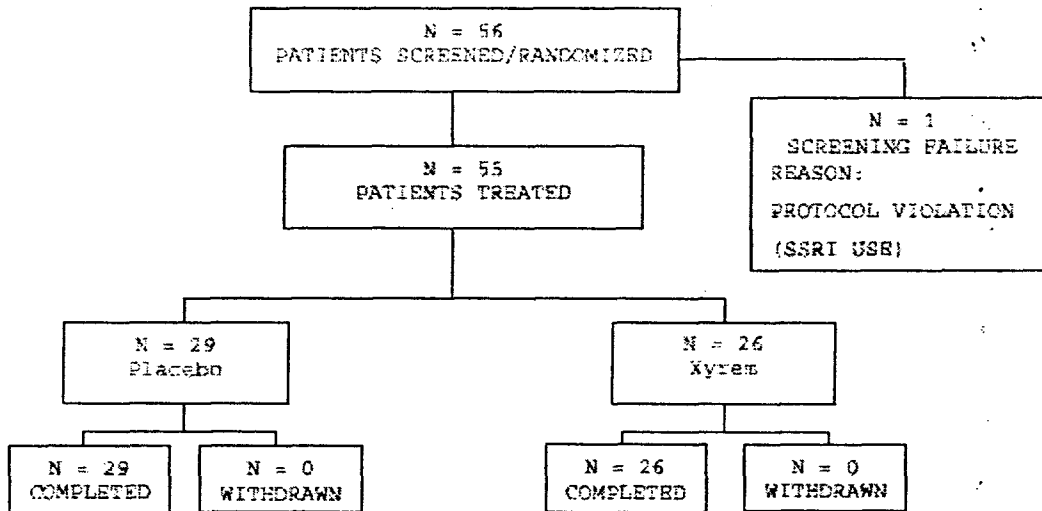 N = 56
PATIENTS SCREENED/RANDOMIZED
N = 1
SCREENING FAILURE
REASON:
PROTOCOL VIOLATION
(SSRI USE)
N = 55
PATIENTS TREATED
N = 29
Placebo
N = 26
Xyrem
N = 29
COMPLETED
N = 0
WITHDRAWN
N = 26
COMPLETED
N = 0
WITHDRAWN